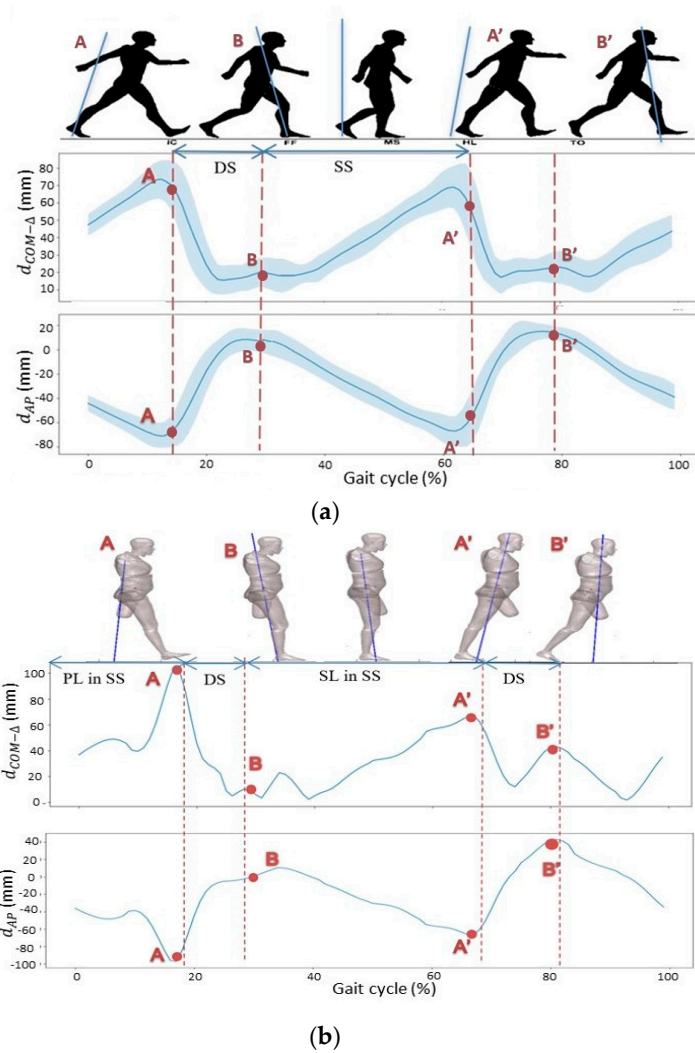 A B A’ B’
IC FF MS HL TO
DS SS
80
70
60
50
40
30
20
10
d_COM−Δ (mm)
A B A’ B’
20
0
-20
-40
-60
-80
d_AP (mm)
A B A’ B’
0 20 40 60 80 100
Gait cycle (%)
(a)
A B A’ B’
PL in SS DS SL in SS DS
100
80
60
40
20
0
d_COM−Δ (mm)
A B A’ B’
40
20
0
-20
-40
-60
-80
-100
d_AP (mm)
A B A’ B’
0 20 40 60 80 100
Gait cycle (%)
(b)